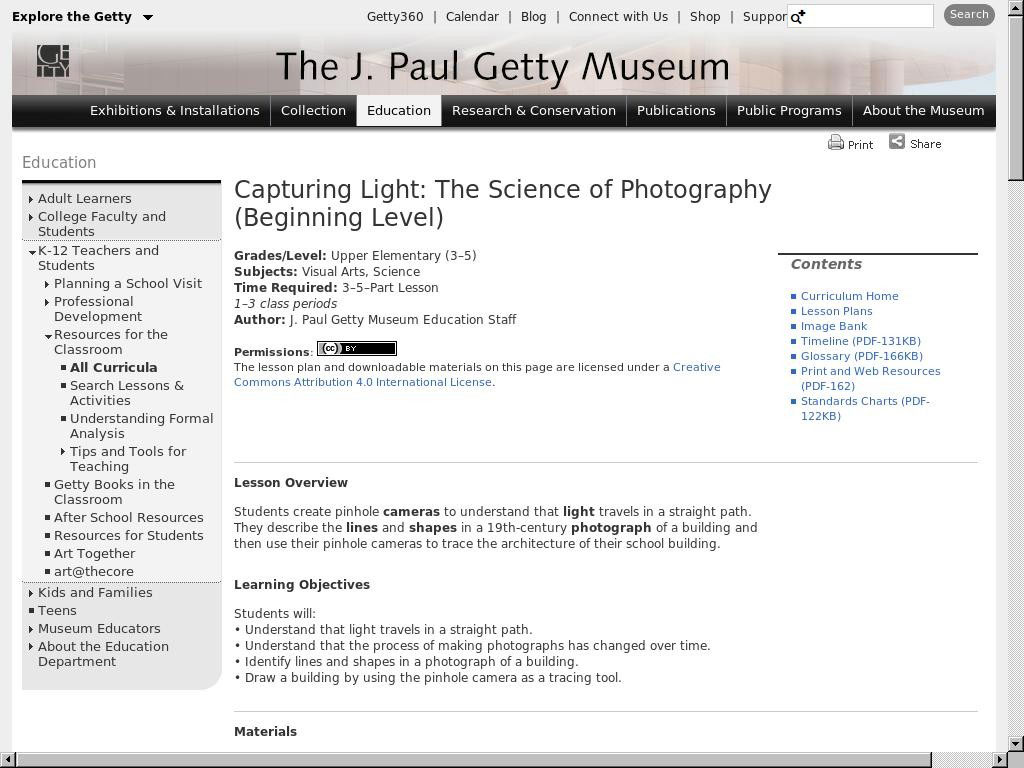 Explore the Getty
Getty360 | Calendar | Blog | Connect with Us | Shop |
Search
GETTY
The J. Paul Getty Museum
Exhibitions & Installations Collection Education Research & Conservation Publications Public Programs About the Museum
Print Share
Education
Adult Learners
College Faculty and
Students
K-12 Teachers and
Students
Planning a School Visit
Professional
Development
Resources for the
Classroom
All Curricula
Search Lessons &
Activities
Understanding Formal
Analysis
Tips and Tools for
Teaching
Getty Books in the
Classroom
After School Resources
Resources for Students
Art Together
art@thecore
Kids and Families
Teens
Museum Educators
About the Education
Department
Capturing Light: The Science of Photography
(Beginning Level)
Grades/Level: Upper Elementary (3–5)
Subjects: Visual Arts, Science
Time Required: 3–5–Part Lesson
1–3 class periods
Author: J. Paul Getty Museum Education Staff
Permissions: (cc) BY
The lesson plan and downloadable materials on this page are licensed under a Creative
Commons Attribution 4.0 International License.
Contents
Curriculum Home
Lesson Plans
Image Bank
Timeline (PDF-131KB)
Glossary (PDF-166KB)
Print and Web Resources
(PDF-162)
Standards Charts (PDF-
122KB)
Lesson Overview
Students create pinhole cameras to understand that light travels in a straight path.
They describe the lines and shapes in a 19th-century photograph of a building and
then use their pinhole cameras to trace the architecture of their school building.
Learning Objectives
Students will:
• Understand that light travels in a straight path.
• Understand that the process of making photographs has changed over time.
• Identify lines and shapes in a photograph of a building.
• Draw a building by using the pinhole camera as a tracing tool.
Materials